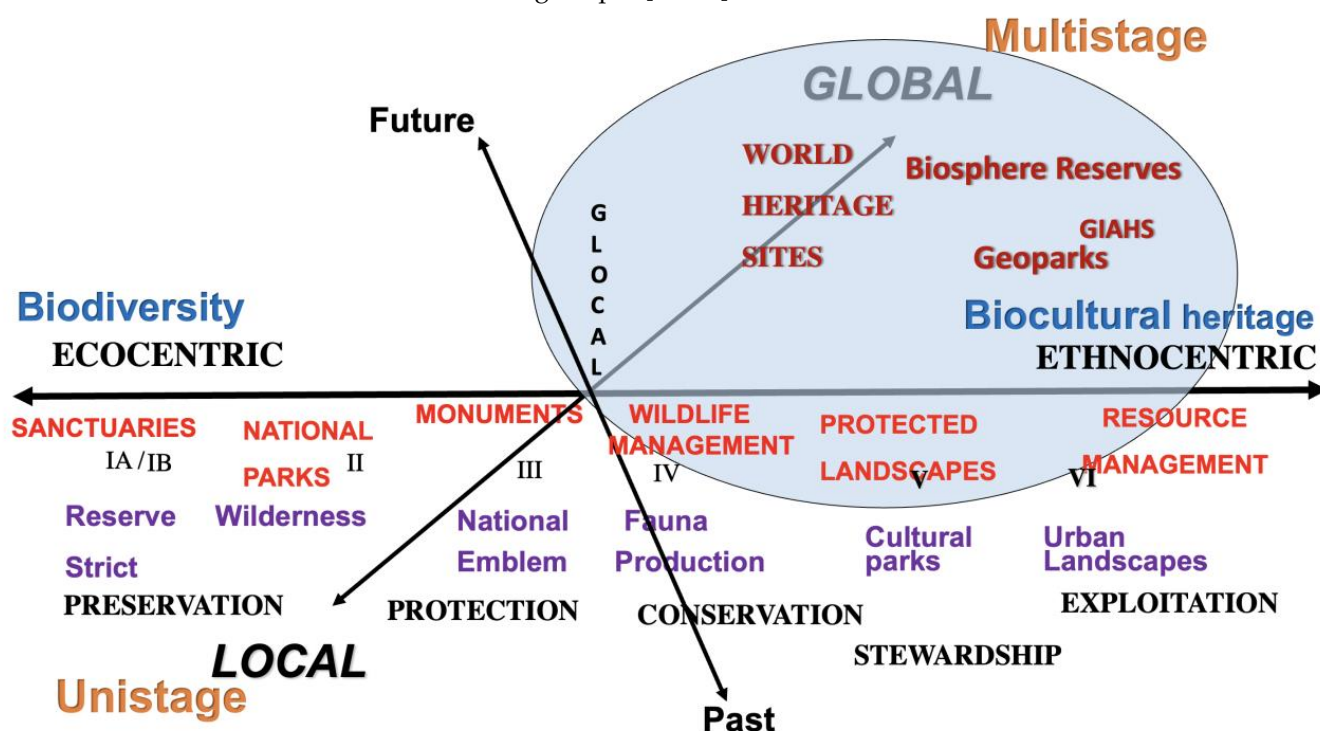 Multistage
GLOBAL
Future
WORLD
HERITAGE
SITES
Biosphere Reserves
GIAHS
Geoparks
GLOCAL
Biodiversity
ECOCENTRIC
Biocultural heritage
ETHNOCENTRIC
SANCTUARIES
IA / IB
NATIONAL
PARKS
II
MONUMENTS
III
WILDLIFE
MANAGEMENT
IV
PROTECTED
LANDSCAPES
V
RESOURCE
MANAGEMENT
VI
Reserve
Strict
Wilderness
National
Emblem
Fauna
Production
Cultural
parks
Urban
Landscapes
PRESERVATION
PROTECTION
CONSERVATION
STEWARDSHIP
EXPLOITATION
LOCAL
Unistage
Past